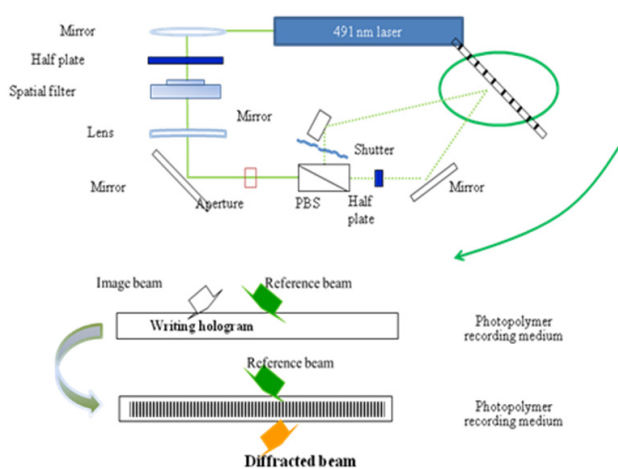 Mirror
491 nm laser
Half plate
Spatial filter
Lens
Mirror
Shutter
Mirror
Aperture
PBS
Half
plate
Mirror
Image beam
Reference beam
Writing hologram
Photopolymer
recording medium
Reference beam
Photopolymer
recording medium
Diffracted beam